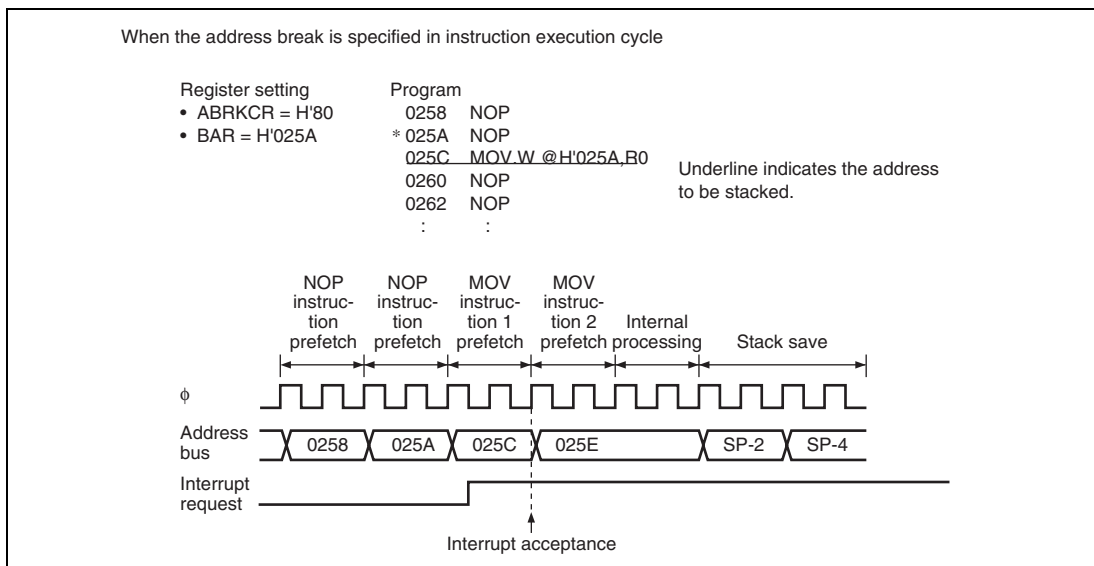 When the address break is specified in instruction execution cycle
Register setting
• ABRKCR = H'80
• BAR = H'025A
Program
0258 NOP
* 025A NOP
025C MOV.W @H'025A,R0
0260 NOP
0262 NOP
: :
Underline indicates the address
to be stacked.
NOP
instruc-
tion
prefetch
NOP
instruc-
tion
prefetch
MOV
instruc-
tion 1
prefetch
MOV
instruc-
tion 2
prefetch
Internal
processing
Stack save
φ
Address
bus
0258
025A
025C
025E
SP-2
SP-4
Interrupt
request
Interrupt acceptance